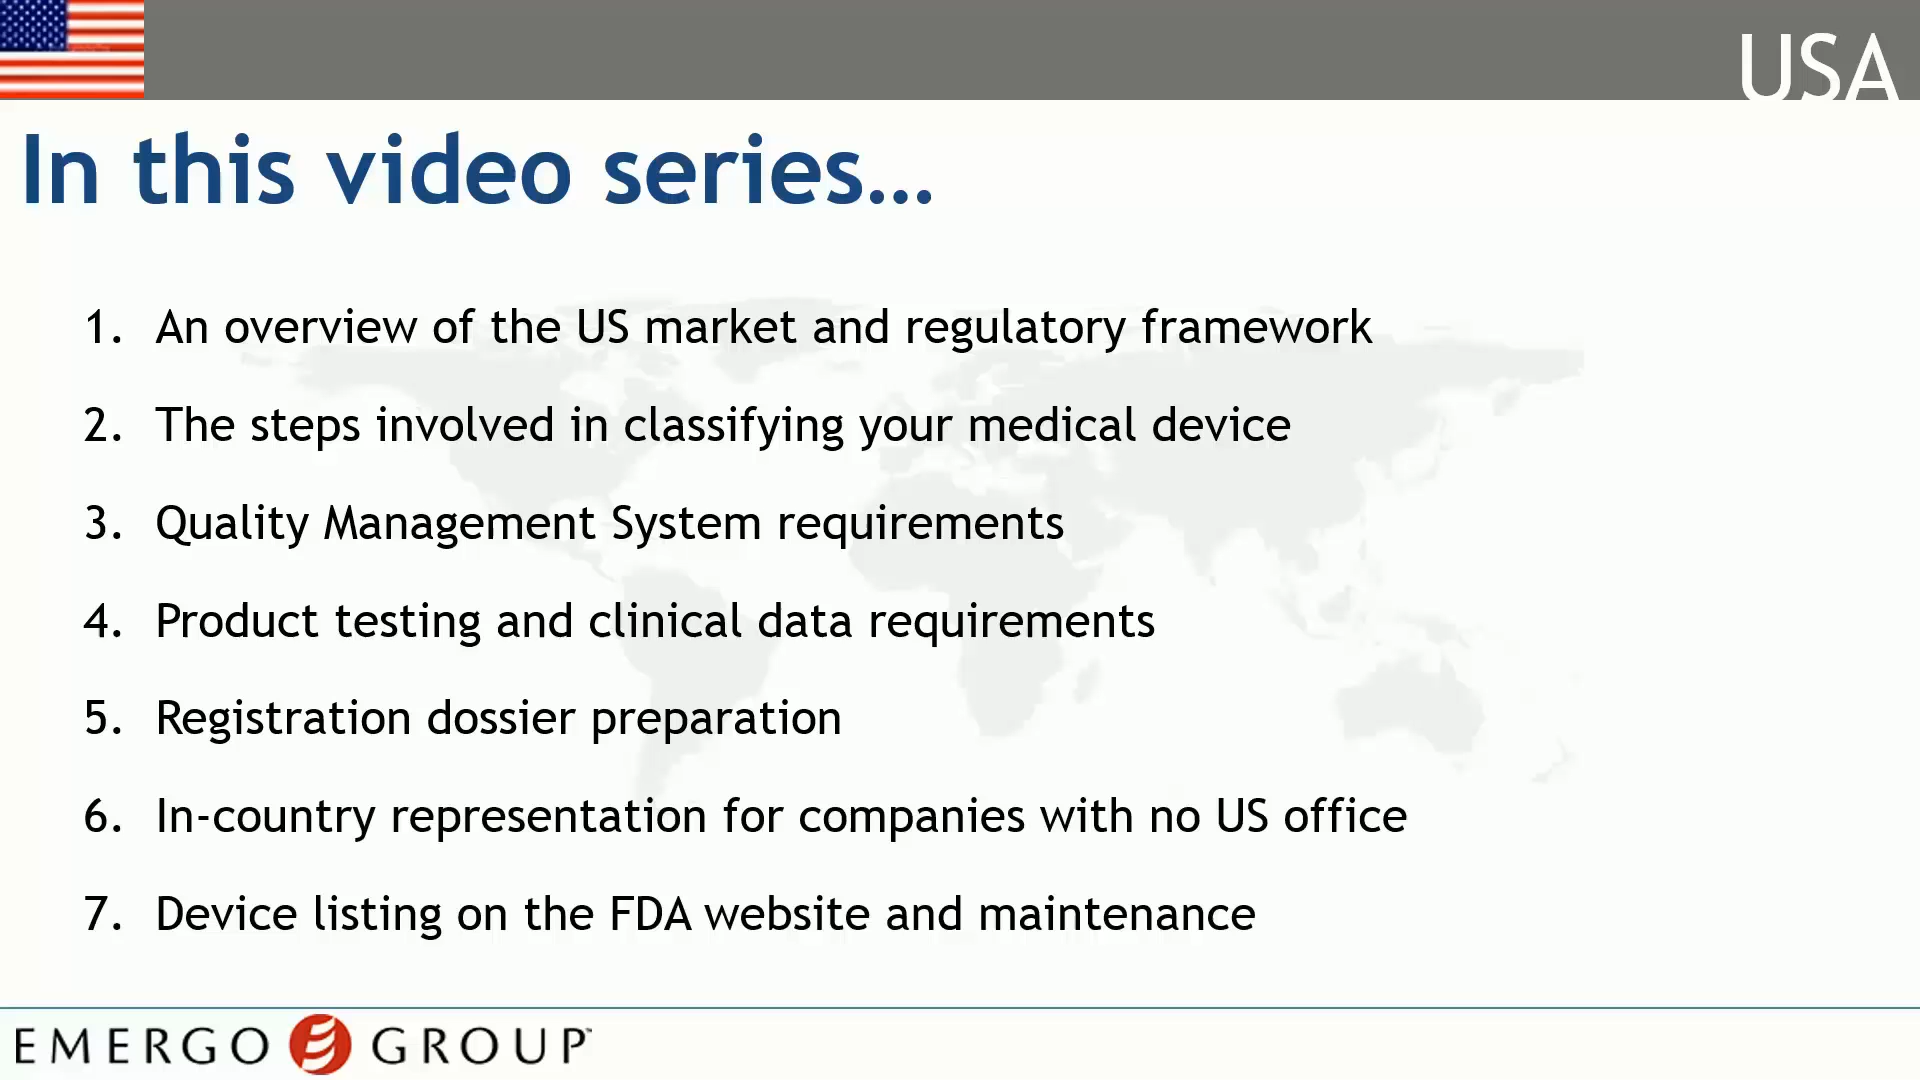 USA
In this video series...
1. An overview of the US market and regulatory framework
2. The steps involved in classifying your medical device
3. Quality Management System requirements
4. Product testing and clinical data requirements
5. Registration dossier preparation
6. In-country representation for companies with no US office
7. Device listing on the FDA website and maintenance
EMERGO GROUP™